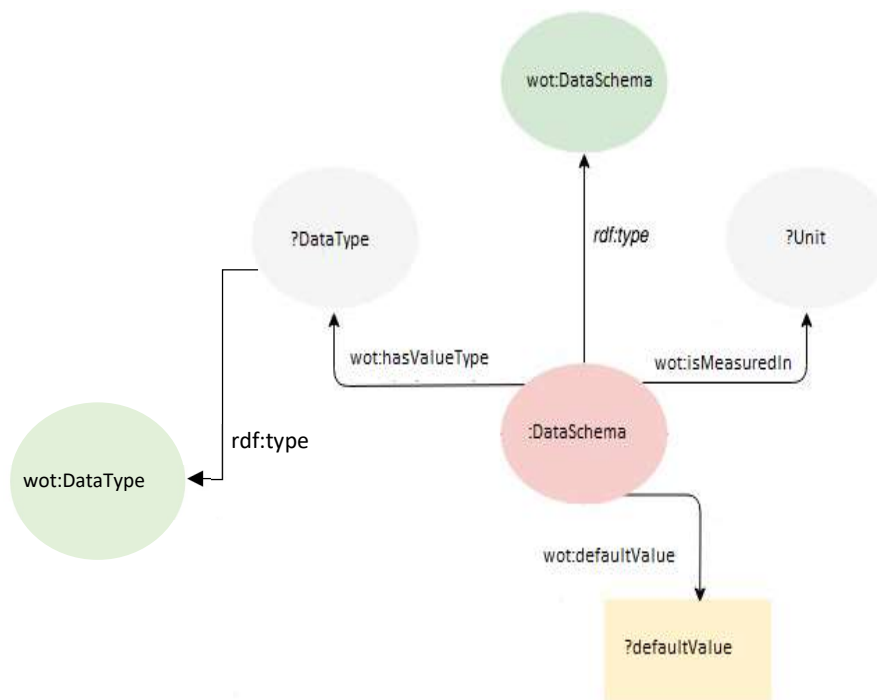 wot:DataSchema
?DataType
rdf:type
?Unit
wot:hasValueType
wot:isMeasuredIn
:DataSchema
rdf:type
wot:DataType
wot:defaultValue
?defaultValue